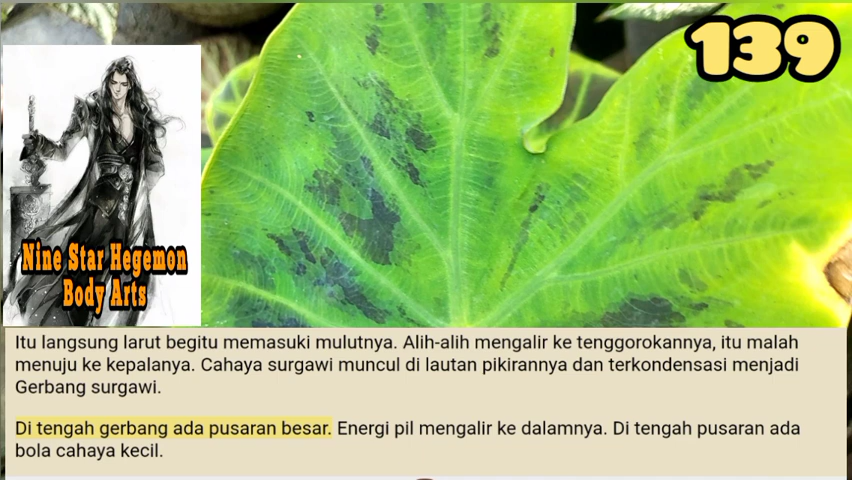 139
Nine Star Hegemon
Body Arts
Itu langsung larut begitu memasuki mulutnya. Alih-alih mengalir ke tenggorokannya, itu malah
menuju ke kepalanya. Cahaya surgawi muncul di lautan pikirannya dan terkondensasi menjadi
Gerbang surgawi.
Di tengah gerbang ada pusaran besar. Energi pil mengalir ke dalamnya. Di tengah pusaran ada
bola cahaya kecil.